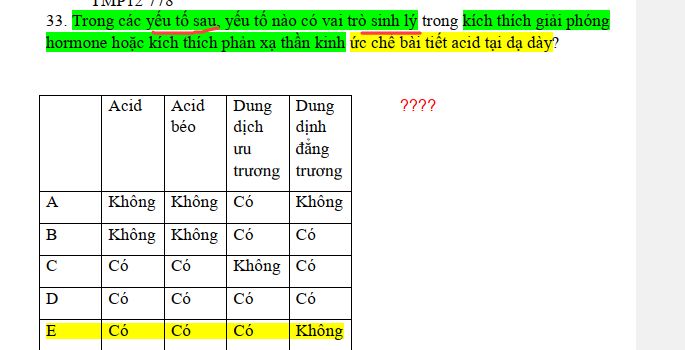 TMP12 778
33. Trong các yếu tố sau, yếu tố nào có vai trò sinh lý trong kích thích giải phóng
hormone hoặc kích thích phản xạ thần kinh ức chế bài tiết acid tại dạ dày?
Acid Acid béo Dung dịch ưu trương Dung định đẳng trương
????
A Không Không Có Không
B Không Không Có Có
C Có Có Không Có
D Có Có Có Có
E Có Có Có Không